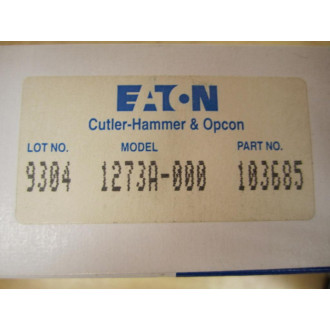 EATON
Cutler-Hammer & Opcon
LOT NO. MODEL PART NO.
9304 1273A-000 103685